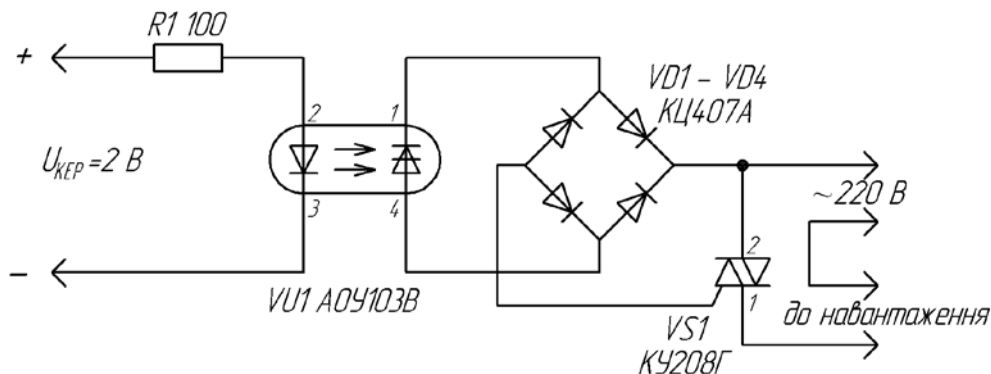 R1 100
+
2
1
VD1 – VD4
КЦ407А
UКЕР=2 В
~220 В
3
4
2
–
1
VU1 АОУ103В
до навантаження
VS1
КУ208Г